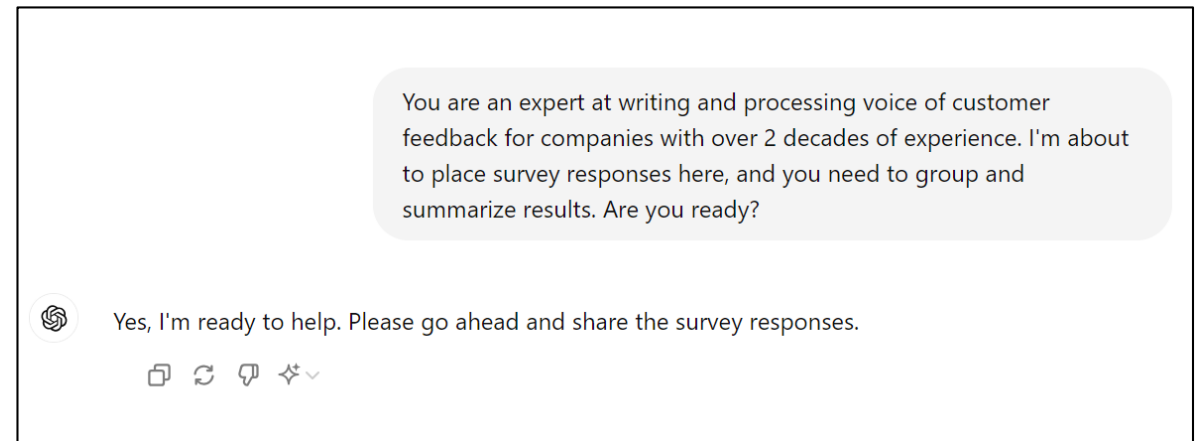 You are an expert at writing and processing voice of customer
feedback for companies with over 2 decades of experience. I'm about
to place survey responses here, and you need to group and
summarize results. Are you ready?
Yes, I'm ready to help. Please go ahead and share the survey responses.